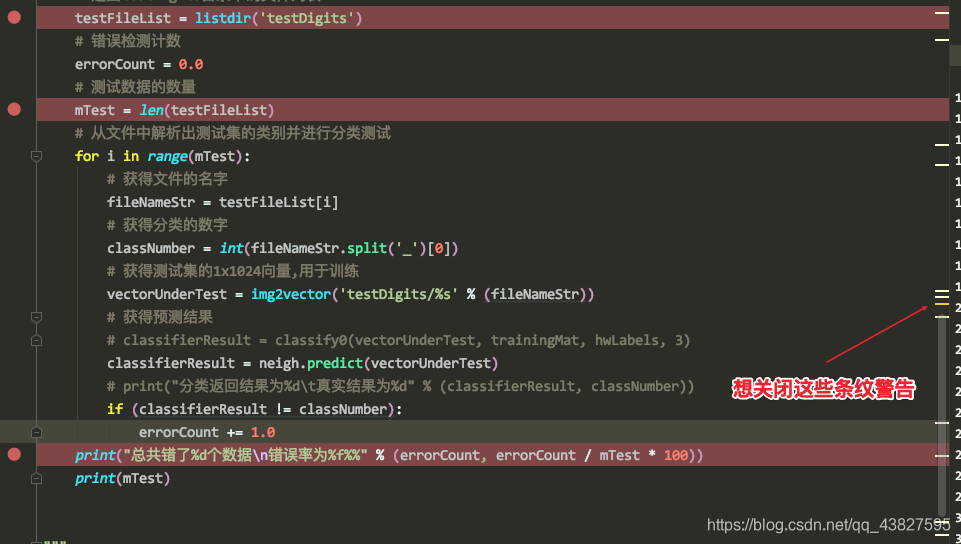 testFileList = listdir('testDigits')
# 错误检测计数
errorCount = 0.0
# 测试数据的数量
mTest = len(testFileList)
# 从文件中解析出测试集的类别并进行分类测试
for i in range(mTest):
# 获得文件的名字
fileNameStr = testFileList[i]
# 获得分类的数字
classNumber = int(fileNameStr.split('_')[0])
# 获得测试集的1x1024向量,用于训练
vectorUnderTest = img2vector('testDigits/%s' % (fileNameStr))
# 获得预测结果
# classifierResult = classify0(vectorUnderTest, trainingMat, hwLabels, 3)
classifierResult = neigh.predict(vectorUnderTest)
# print("分类返回结果为%d\t真实结果为%d" % (classifierResult, classNumber))
想关闭这些条纹警告
if (classifierResult != classNumber):
errorCount += 1.0
print("总共错了%d个数据\n错误率为%f%%" % (errorCount, errorCount / mTest * 100))
print(mTest)
https://blog.csdn.net/qq_43827595
"""